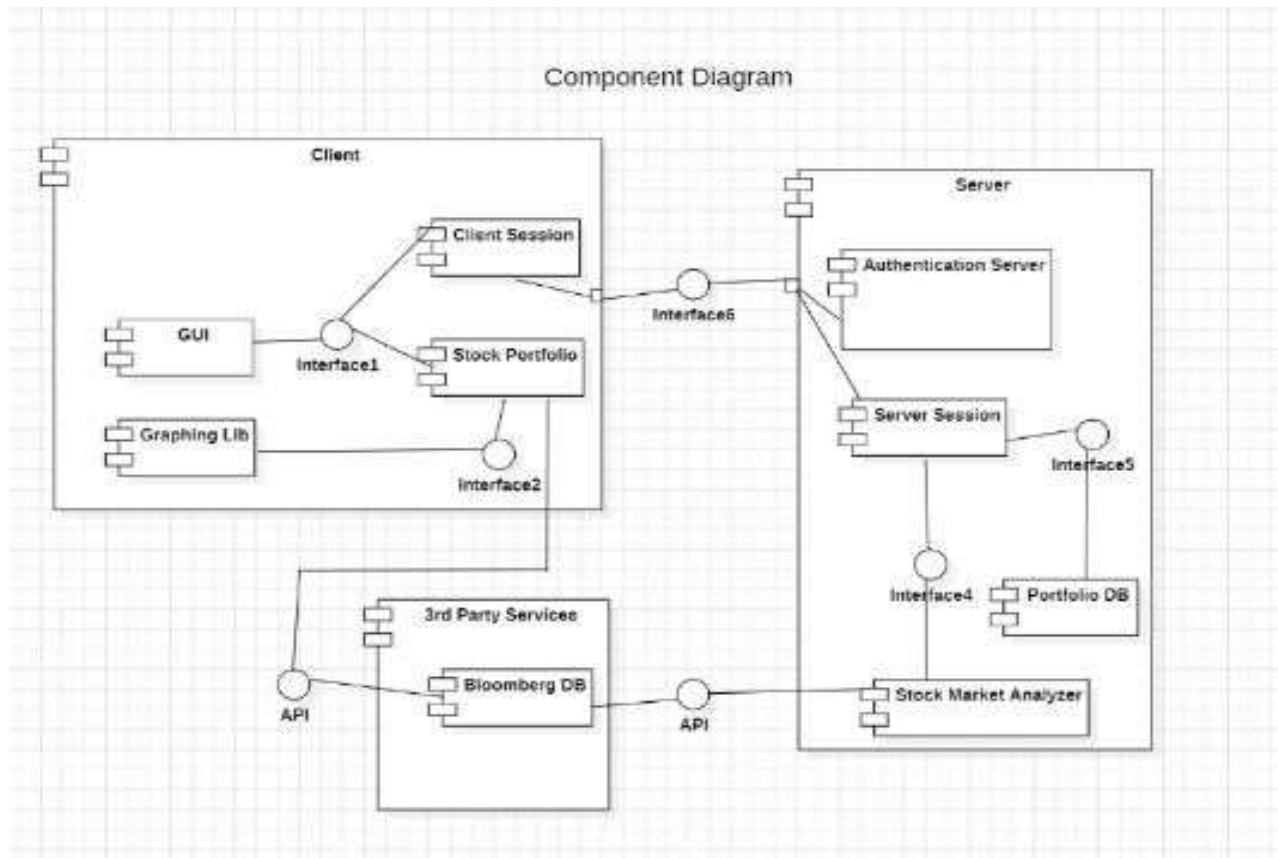 Component Diagram
Client
Server
Client Session
Authentication Server
Interface6
GUI
Interface1
Stock Portfolio
Server Session
Graphing Lib
Interface5
Interface2
Interface4
Portfolio DB
3rd Party Services
Bloomberg DB
Stock Market Analyzer
API
API